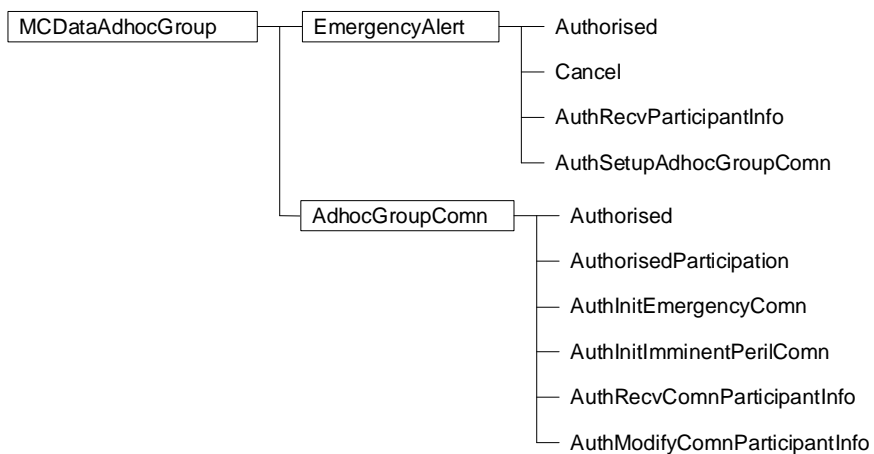 MCDataAdhocGroup
EmergencyAlert
Authorised
Cancel
AuthRecvParticipantInfo
AuthSetupAdhocGroupComn
AdhocGroupComn
Authorised
AuthorisedParticipation
AuthInitEmergencyComn
AuthInitImminentPerilComn
AuthRecvComnParticipantInfo
AuthModifyComnParticipantInfo